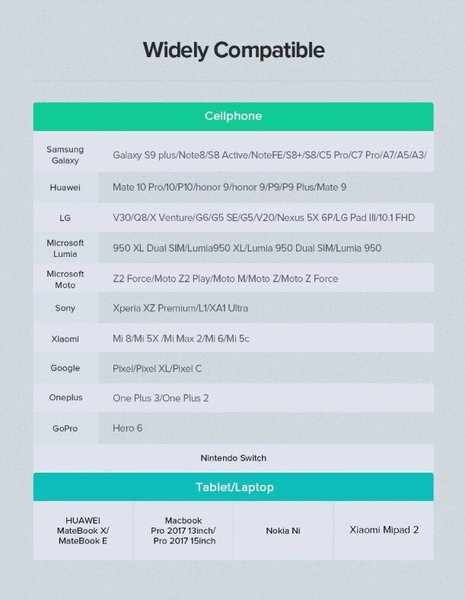 Widely Compatible
Cellphone
Samsung
Galaxy
Galaxy S9 plus/Note8/S8 Active/NoteFE/S8+/S8/C5 Pro/C7 Pro/A7/A5/A3/
Huawei
Mate 10 Pro/10/P10/honor 9/honor 9/P9/P9 Plus/Mate 9
LG
V30/Q8/X Venture/G6/G5 SE/G5/V20/Nexus 5X 6P/LG Pad III/10.1 FHD
Microsoft
Lumia
950 XL Dual SIM/Lumia950 XL/Lumia 950 Dual SIM/Lumia 950
Microsoft
Moto
Z2 Force/Moto Z2 Play/Moto M/Moto Z/Moto Z Force
Sony
Xperia XZ Premium/L1/XA1 Ultra
Xiaomi
Mi 8/Mi 5X /Mi Max 2/Mi 6/Mi 5c
Google
Pixel/Pixel XL/Pixel C
Oneplus
One Plus 3/One Plus 2
GoPro
Hero 6
Nintendo Switch
Tablet/Laptop
HUAWEI
MateBook X/
MateBook E
Macbook
Pro 2017 13inch/
Pro 2017 15inch
Nokia Ni
Xiaomi Mipad 2